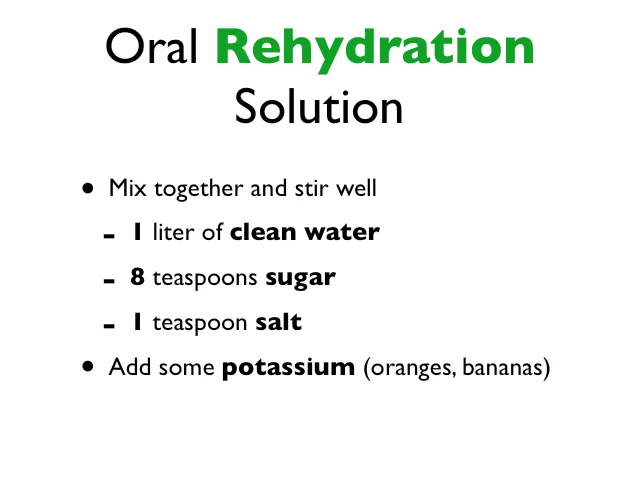 Oral Rehydration
Solution
• Mix together and stir well
- 1 liter of clean water
- 8 teaspoons sugar
- 1 teaspoon salt
• Add some potassium (oranges, bananas)